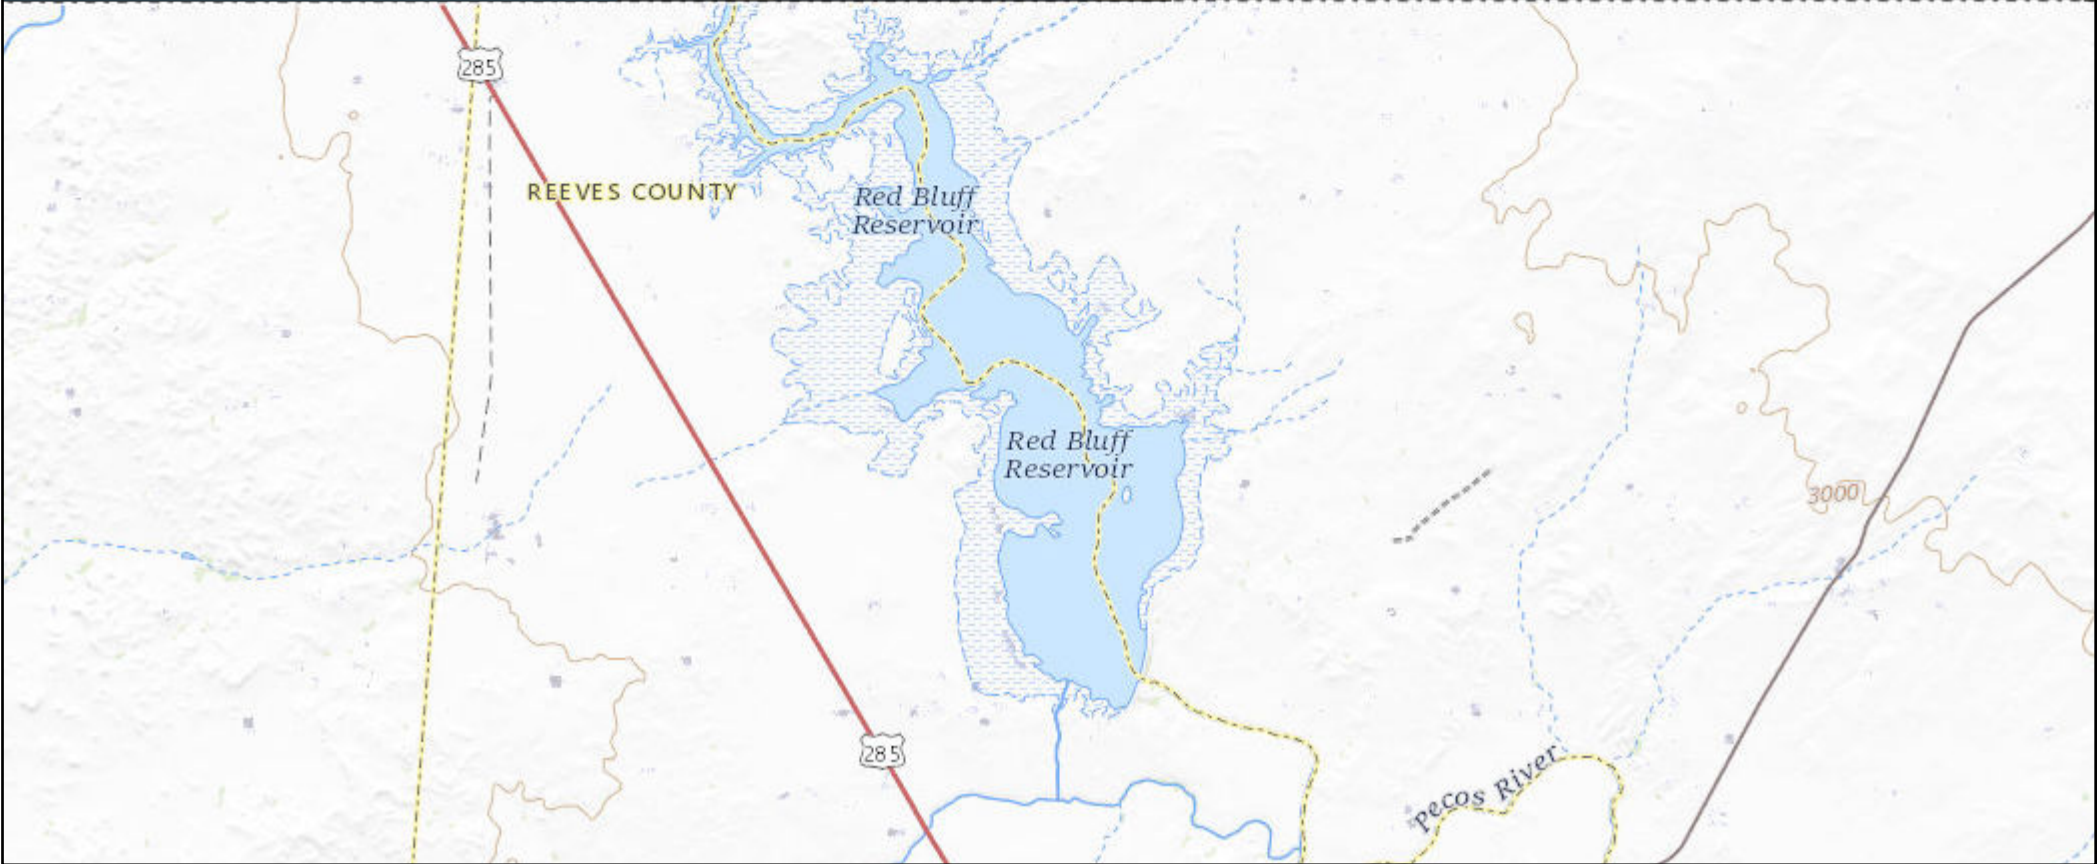 285
REEVES COUNTY
Red Bluff
Reservoir
Red Bluff
Reservoir
3000
285
Pecos River